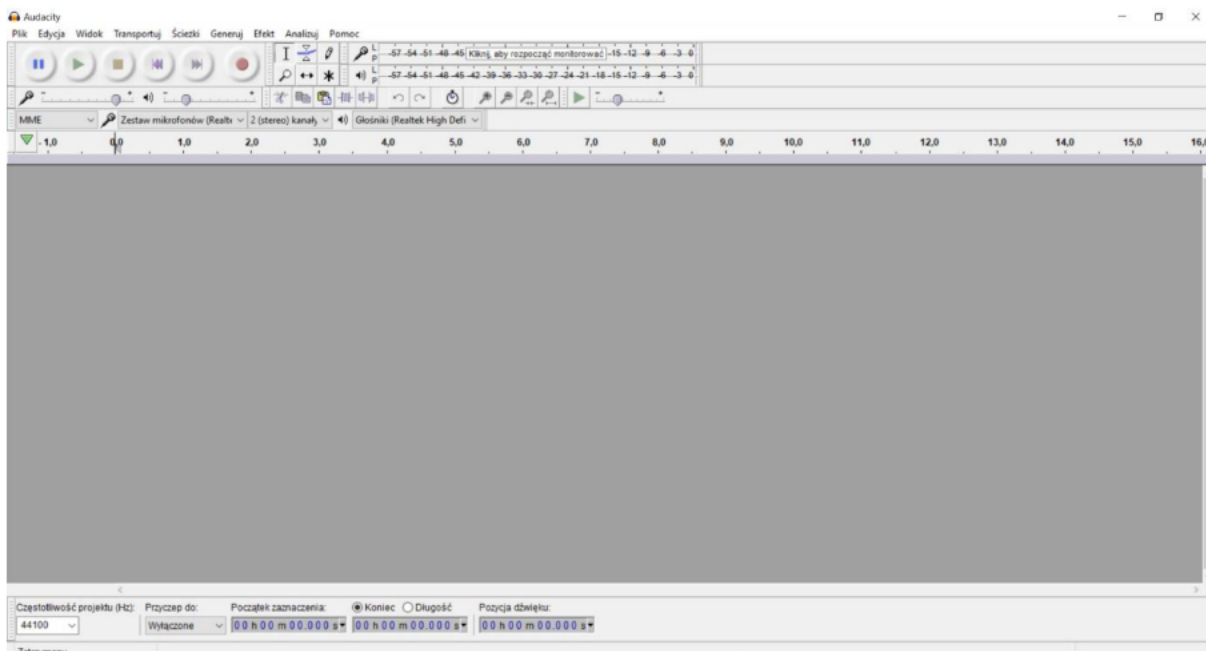 Audacity
Plik Edycja Widok Transportuj Ścieżki Generuj Efekt Analizuj Pomoc
L
P
-57 -54 -51 -48 -45 Kliknij, aby rozpocząć monitorować -15 -12 -9 -6 -3 0
L
P
-57 -54 -51 -48 -45 -42 -39 -36 -33 -30 -27 -24 -21 -18 -15 -12 -9 -6 -3 0
MME Zestaw mikrofonów (Realte 2 (stereo) kanały Głośniki (Realtek High Defi
-1,0 0,0 1,0 2,0 3,0 4,0 5,0 6,0 7,0 8,0 9,0 10,0 11,0 12,0 13,0 14,0 15,0 16,
Częstotliwość projektu (Hz): Przyczep do: Początek zaznaczenia: Koniec Długość Pozycja dźwięku:
44100 Wyłączone 00 h 00 m 00.000 s 00 h 00 m 00.000 s 00 h 00 m 00.000 s